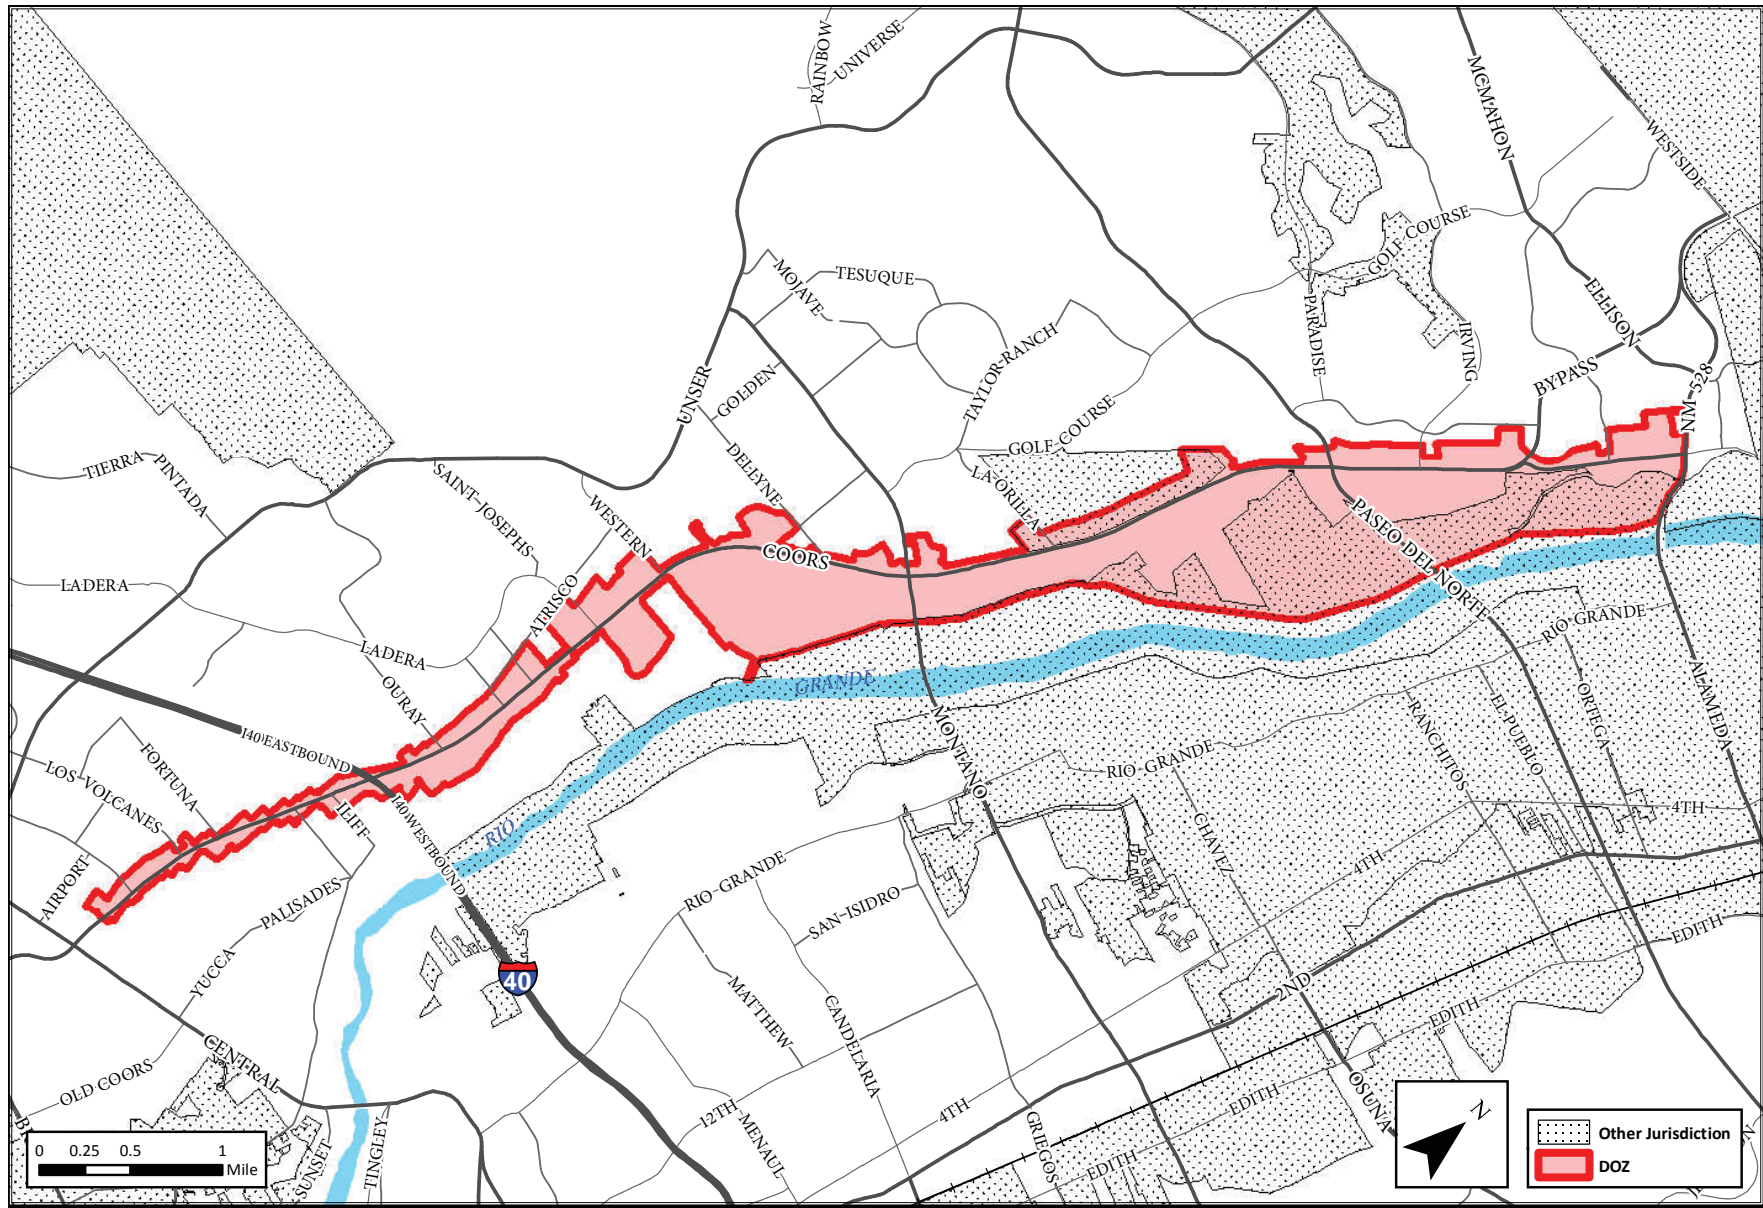 RAINBOW
UNIVERSE
MCMAHON
WESTSIDE
GOLF COURSE
MOJAVE
TESUQUE
ELLISON
PARADISE
IRVING
TAYLOR-RANCH
BYPASS
NM-528
UNSER
GOLDEN
GOLF-COURSE
DELLYNE
LA-ORILLA
TIERRA
PINTADA
SAINT-JOSEPHS
WESTERN
COORS
PASEO DEL NORTE
LADERA
ATRISCO
LADERA
RIO GRANDE
GRANDE
OURAY
ALAMEDA
ORTEGA
EL-PUEBLO
RANCHITOS
I40 EASTBOUND
MONTANO
RIO-GRANDE
FORTUNA
LOS-VOLCANES
ILIFF
I40 WESTBOUND
RIO
CHAVEZ
4TH
4TH
AIRPORT
PALISADES
RIO-GRANDE
SAN-ISIDRO
EDITH
YUCCA
40
2ND
MATTHEW
CANDELARIA
EDITH
CENTRAL
OLD COORS
EDITH
OSUNA
12TH
4TH
MENAUL
GRIEGOS
EDITH
SUNSET
TINGLEY
0 0.25 0.5 1
Mile
N
Other Jurisdiction
DOZ